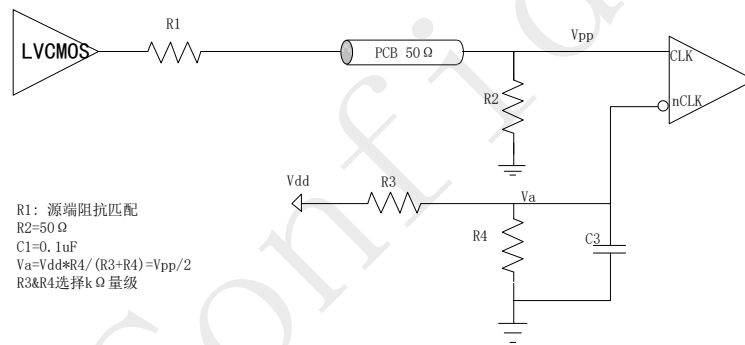 LVCMOS
R1
PCB 50Ω
Vpp
CLK
nCLK
R2
Vdd
R3
Va
R4
C3
R1: 源端阻抗匹配
R2=50Ω
C1=0.1uF
Va=Vdd*R4/(R3+R4)=Vpp/2
R3&R4选择kΩ量级
Confid